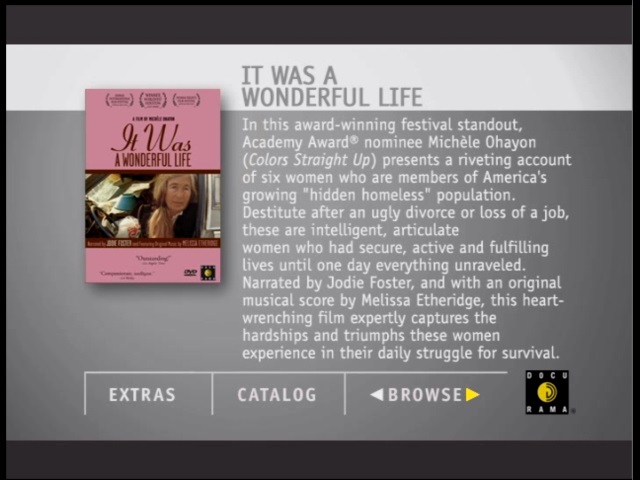 IT WAS A
WONDERFUL LIFE
In this award-winning festival standout,
Academy Award® nominee Michèle Ohayon
(Colors Straight Up) presents a riveting account
of six women who are members of America's
growing "hidden homeless" population.
Destitute after an ugly divorce or loss of a job,
these are intelligent, articulate
women who had secure, active and fulfilling
lives until one day everything unraveled.
Narrated by Jodie Foster, and with an original
musical score by Melissa Etheridge, this heart-
wrenching film expertly captures the
hardships and triumphs these women
experience in their daily struggle for survival.
A FILM BY MICHÈLE OHAYON
It Was
A WONDERFUL LIFE
Narrated by JODIE FOSTER and Featuring Original Music by MELISSA ETHERIDGE
"Outstanding!"
DVD
EXTRAS
CATALOG
◀BROWSE▶
DOCU
RAMA®